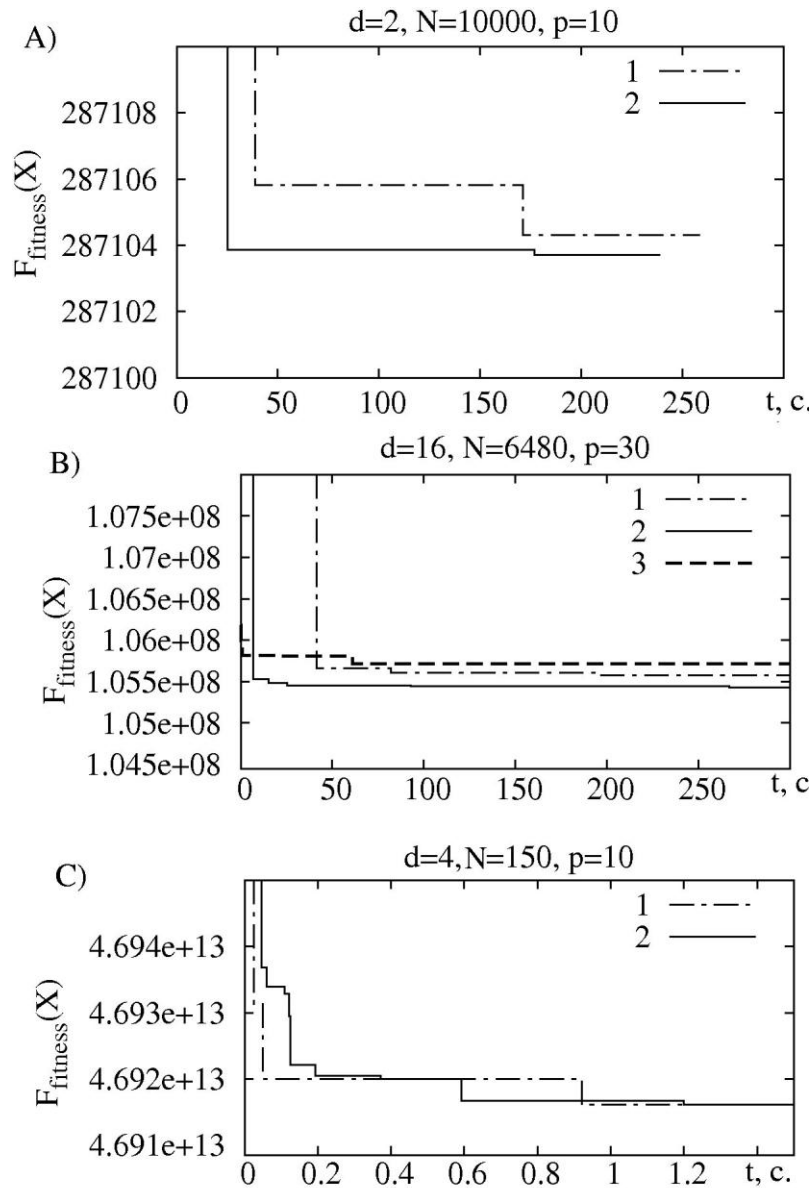 A)
d=2, N=10000, p=10
1
2
F_fitness(X)
287108
287106
287104
287102
287100
0 50 100 150 200 250 t, c.
B)
d=16, N=6480, p=30
1
2
3
F_fitness(X)
1.075e+08
1.07e+08
1.065e+08
1.06e+08
1.055e+08
1.05e+08
1.045e+08
0 50 100 150 200 250 t, c
C)
d=4,N=150, p=10
1
2
F_fitness(X)
4.694e+13
4.693e+13
4.692e+13
4.691e+13
0 0.2 0.4 0.6 0.8 1 1.2 t, c.